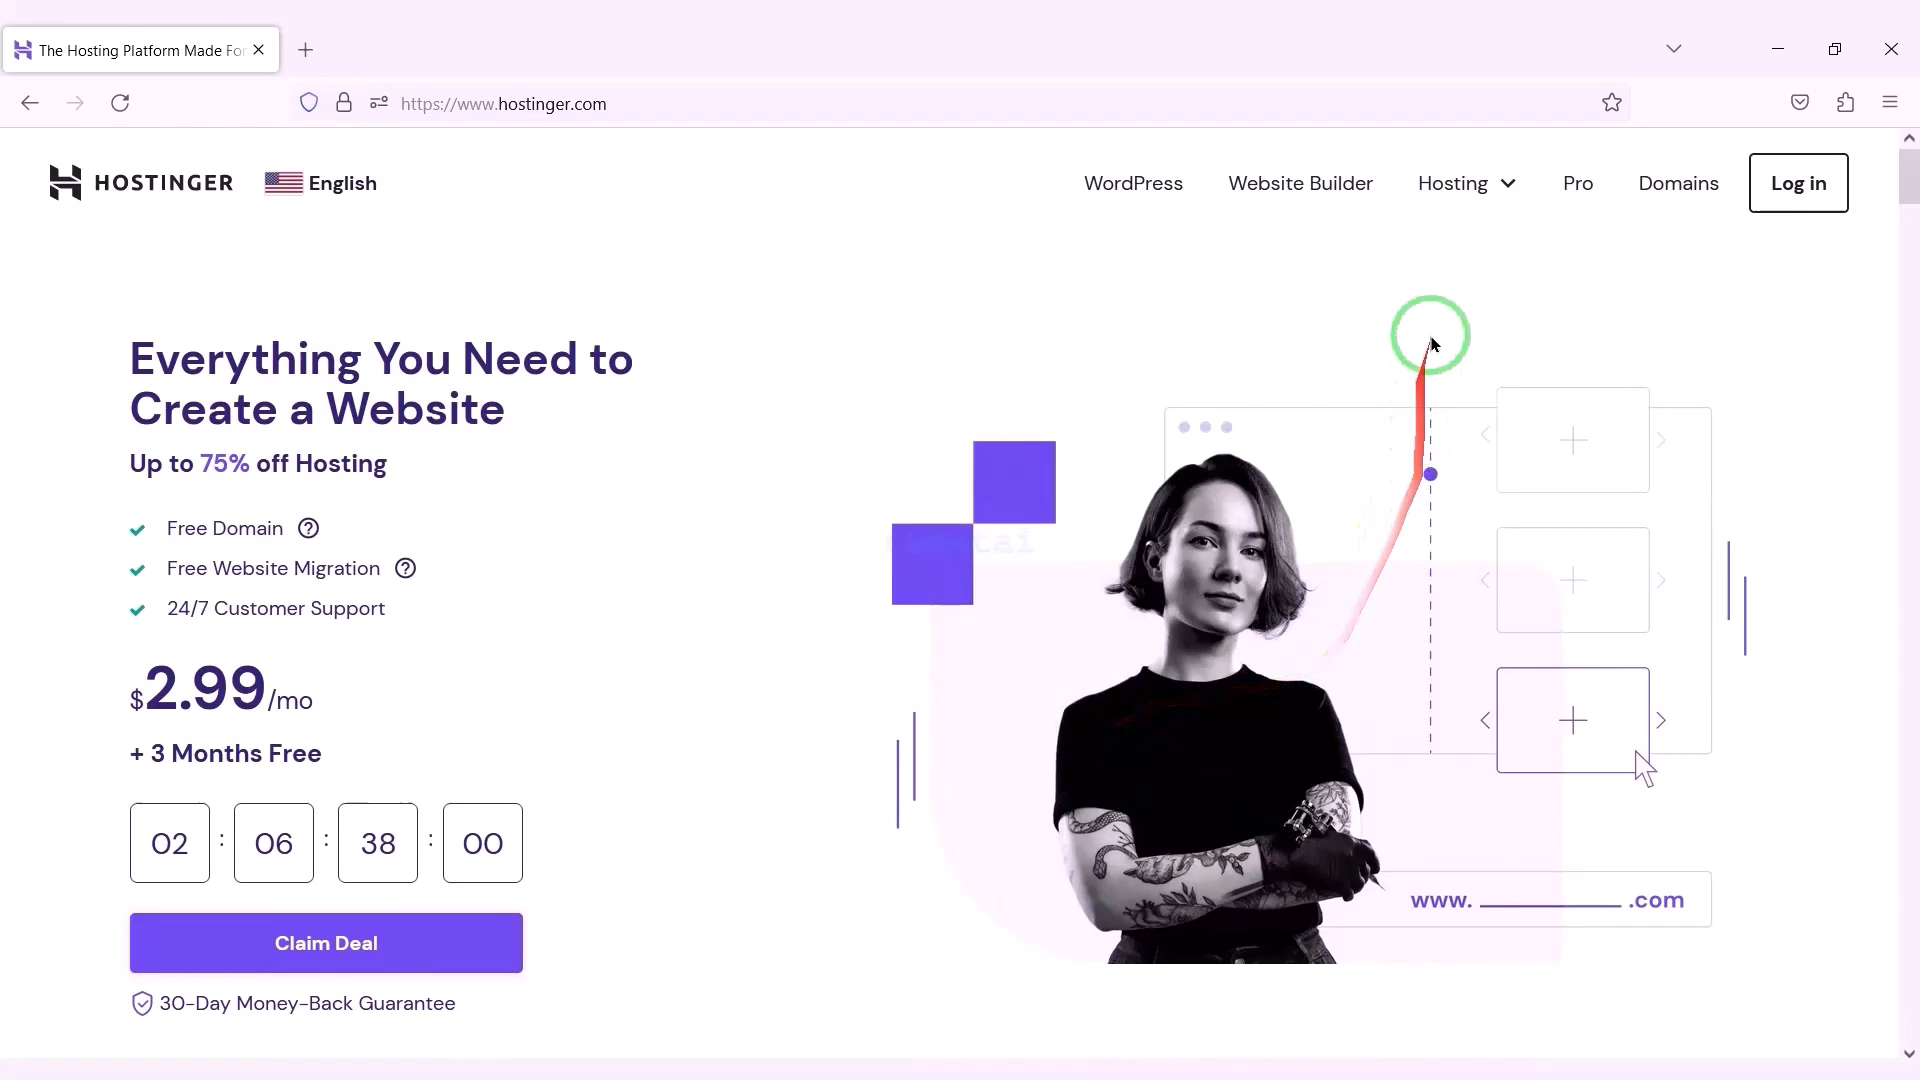 The Hosting Platform Made For
https://www.hostinger.com
HOSTINGER
English
WordPress
Website Builder
Hosting
Pro
Domains
Log in
Everything You Need to
Create a Website
Up to 75% off Hosting
Free Domain
Free Website Migration
24/7 Customer Support
$2.99/mo
+ 3 Months Free
02 : 06 : 38 : 00
Claim Deal
30-Day Money-Back Guarantee
www. ________ .com